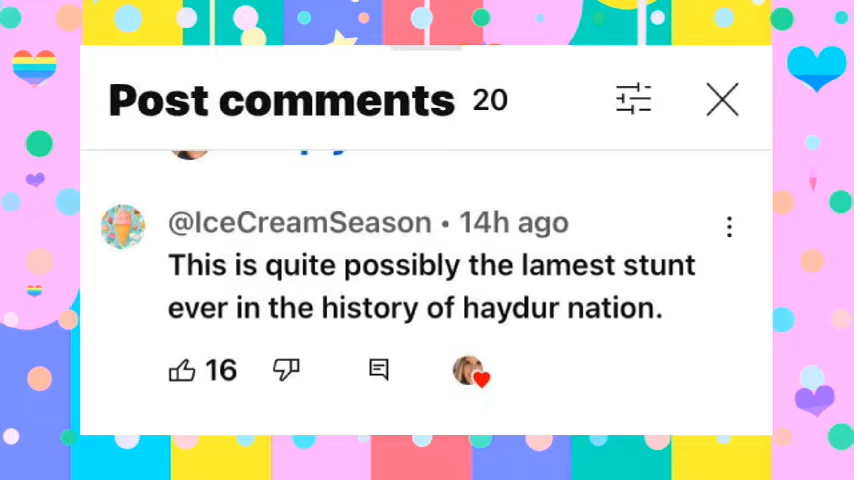 Post comments 20
@IceCreamSeason • 14h ago
This is quite possibly the lamest stunt
ever in the history of haydur nation.
16